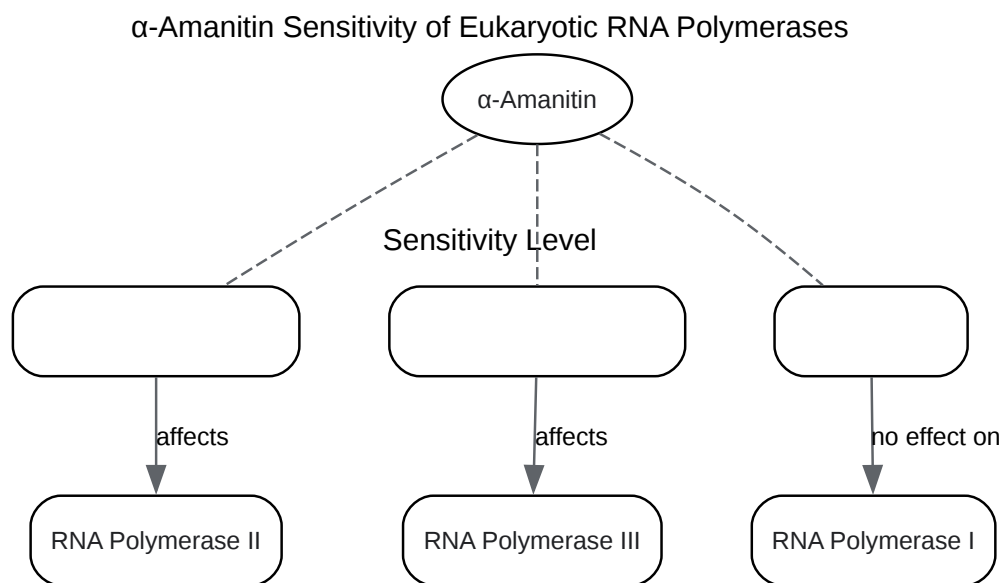 α-Amanitin Sensitivity of Eukaryotic RNA Polymerases
α-Amanitin
Sensitivity Level
affects
affects
no effect on
RNA Polymerase II
RNA Polymerase III
RNA Polymerase I